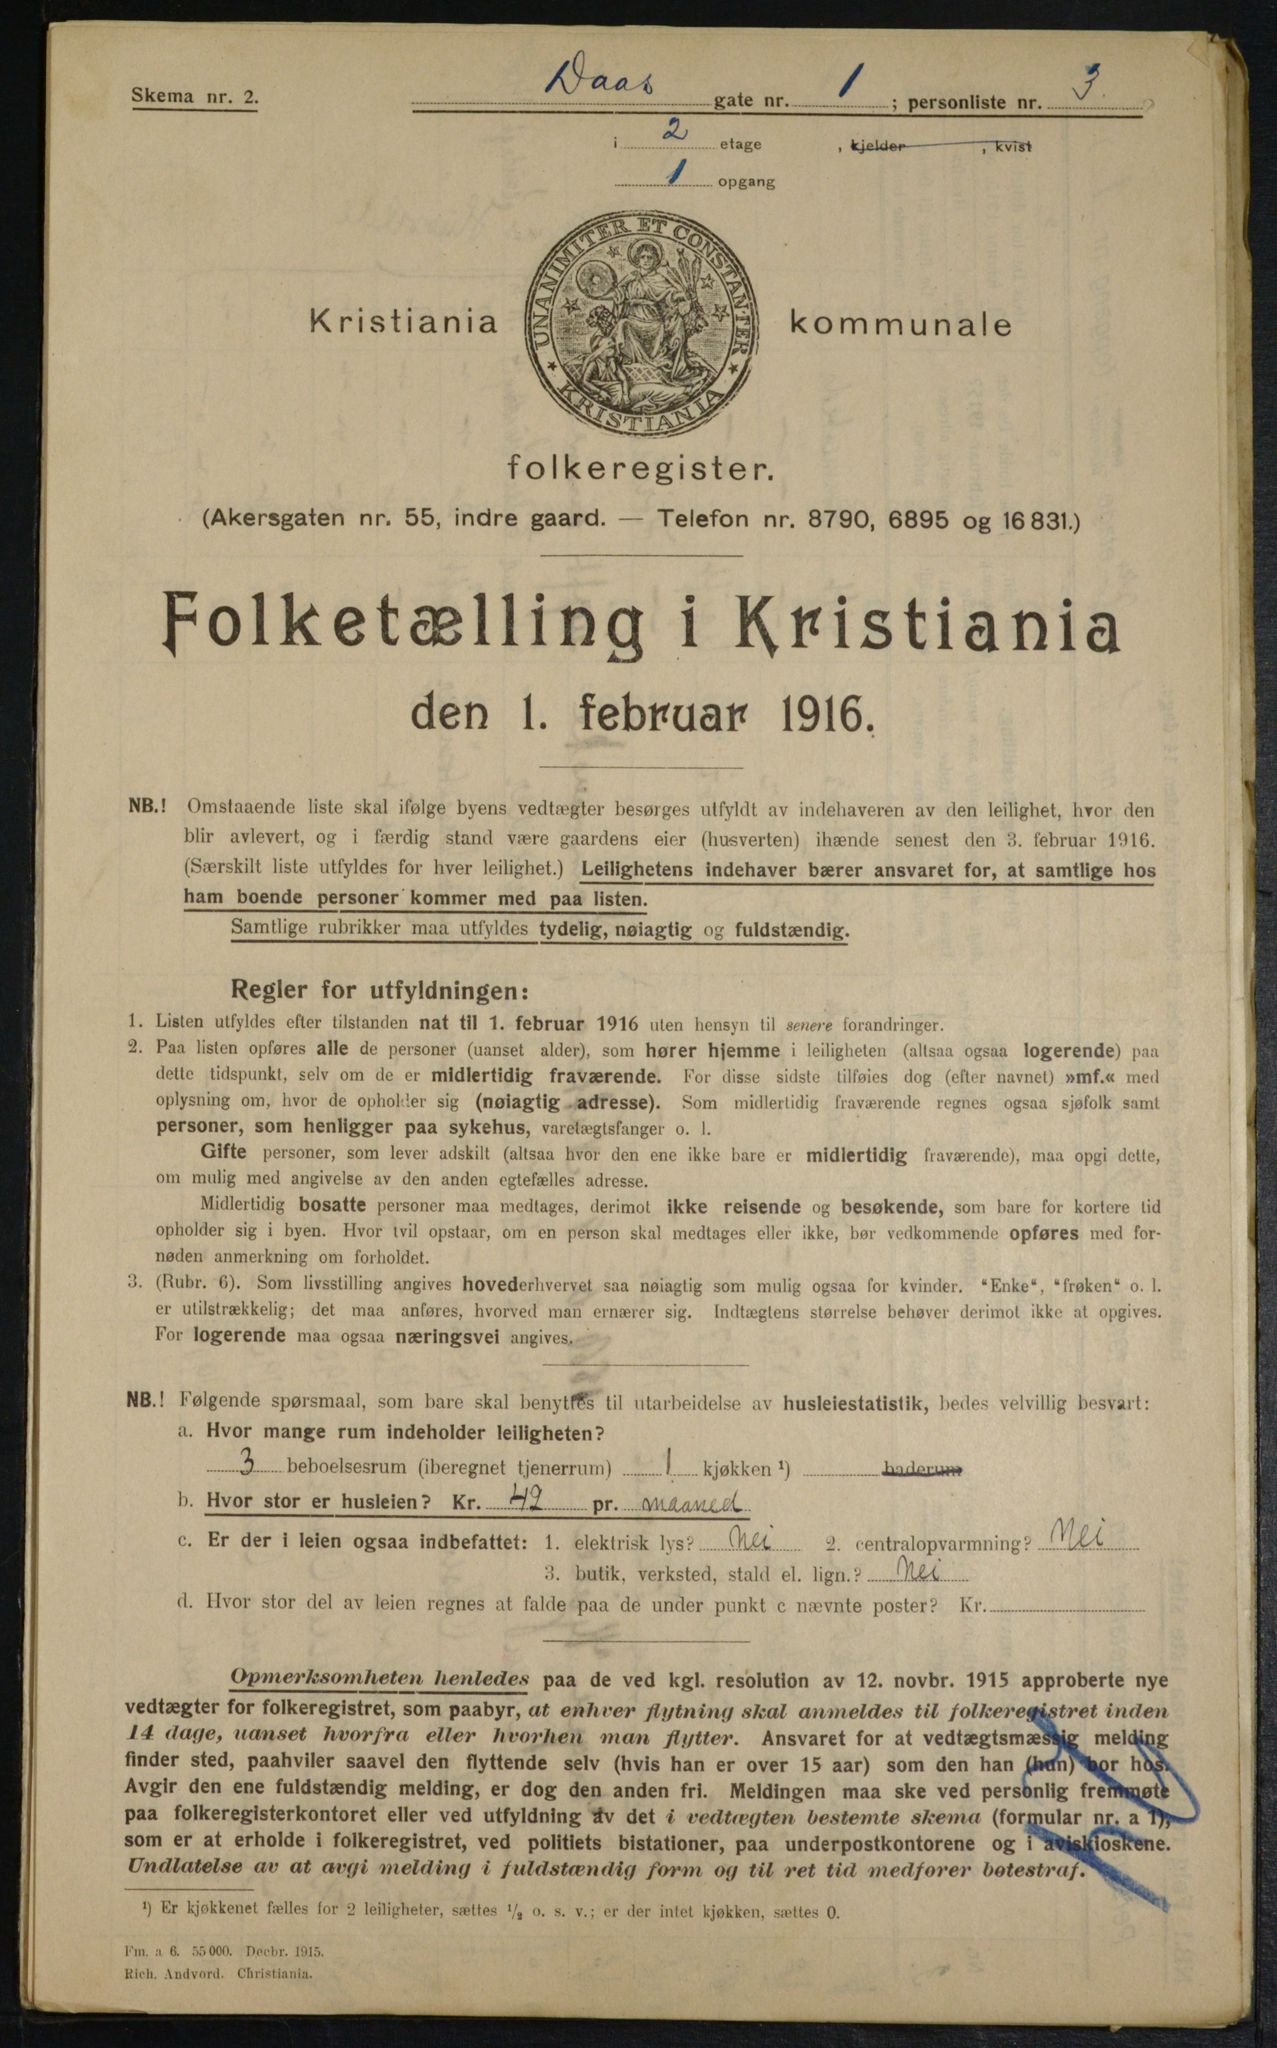 Skema nr. 2.
Daas gate nr. 1 ; personliste nr. 3
i 2 etage , kjelder , kvist
1 opgang
UNANIMITER ET CONSTANTER
KRISTIANIA
Kristiania kommunale
folkeregister.
(Akersgaten nr. 55, indre gaard. — Telefon nr. 8790, 6895 og 16 831.)
Folketælling i Kristiania
den 1. februar 1916.
NB.! Omstaaende liste skal ifølge byens vedtægter besørges utfyldt av indehaveren av den leilighet, hvor den
blir avlevert, og i færdig stand være gaardens eier (husverten) ihænde senest den 3. februar 1916.
(Særskilt liste utfyldes for hver leilighet.) Leilighetens indehaver bærer ansvaret for, at samtlige hos
ham boende personer kommer med paa listen.
Samtlige rubrikker maa utfyldes tydelig, nøiagtig og fuldstændig.
Regler for utfyldningen:
1. Listen utfyldes efter tilstanden nat til 1. februar 1916 uten hensyn til senere forandringer.
2. Paa listen opføres alle de personer (uanset alder), som hører hjemme i leiligheten (altsaa ogsaa logerende) paa
dette tidspunkt, selv om de er midlertidig fraværende. For disse sidste tilføies dog (efter navnet) »mf.« med
oplysning om, hvor de opholder sig (nøiagtig adresse). Som midlertidig fraværende regnes ogsaa sjøfolk samt
personer, som henligger paa sykehus, varetægtsfanger o. l.
Gifte personer, som lever adskilt (altsaa hvor den ene ikke bare er midlertidig fraværende), maa opgi dette,
om mulig med angivelse av den anden egtefælles adresse.
Midlertidig bosatte personer maa medtages, derimot ikke reisende og besøkende, som bare for kortere tid
opholder sig i byen. Hvor tvil opstaar, om en person skal medtages eller ikke, bør vedkommende opføres med for-
nøden anmerkning om forholdet.
3. (Rubr. 6). Som livsstilling angives hovederhvervet saa nøiagtig som mulig ogsaa for kvinder. "Enke", "frøken" o. l.
er utilstrækkelig; det maa anføres, hvorved man ernærer sig. Indtægtens størrelse behøver derimot ikke at opgives.
For logerende maa ogsaa næringsvei angives.
NB.! Følgende spørsmaal, som bare skal benyttes til utarbeidelse av husleiestatistik, bedes velvillig besvart:
a. Hvor mange rum indeholder leiligheten?
3 beboelsesrum (iberegnet tjenerrum) 1 kjøkken ¹) baderum
b. Hvor stor er husleien? Kr. 42 pr. maaned
c. Er der i leien ogsaa indbefattet: 1. elektrisk lys? Nei 2. centralopvarmning? Nei
3. butik, verksted, stald el. lign.? Nei
d. Hvor stor del av leien regnes at falde paa de under punkt c nævnte poster? Kr.
Opmerksomheten henledes paa de ved kgl. resolution av 12. novbr. 1915 approberte nye
vedtægter for folkeregistret, som paabyr, at enhver flytning skal anmeldes til folkeregistret inden
14 dage, uanset hvorfra eller hvorhen man flytter. Ansvaret for at vedtægtsmæssig melding
finder sted, paahviler saavel den flyttende selv (hvis han er over 15 aar) som den han (hun) bor hos.
Avgir den ene fuldstændig melding, er dog den anden fri. Meldingen maa ske ved personlig fremmøte
paa folkeregisterkontoret eller ved utfyldning av det i vedtægten bestemte skema (formular nr. a 1),
som er at erholde i folkeregistret, ved politiets bistationer, paa underpostkontorene og i aviskioskene.
Undlatelse av at avgi melding i fuldstændig form og til ret tid medfører bøtestraf.
¹) Er kjøkkenet fælles for 2 leiligheter, sættes ½ o. s. v.; er der intet kjøkken, sættes 0.
Fm. a 6. 55 000. Decbr. 1915.
Rich. Andvord. Christiania.